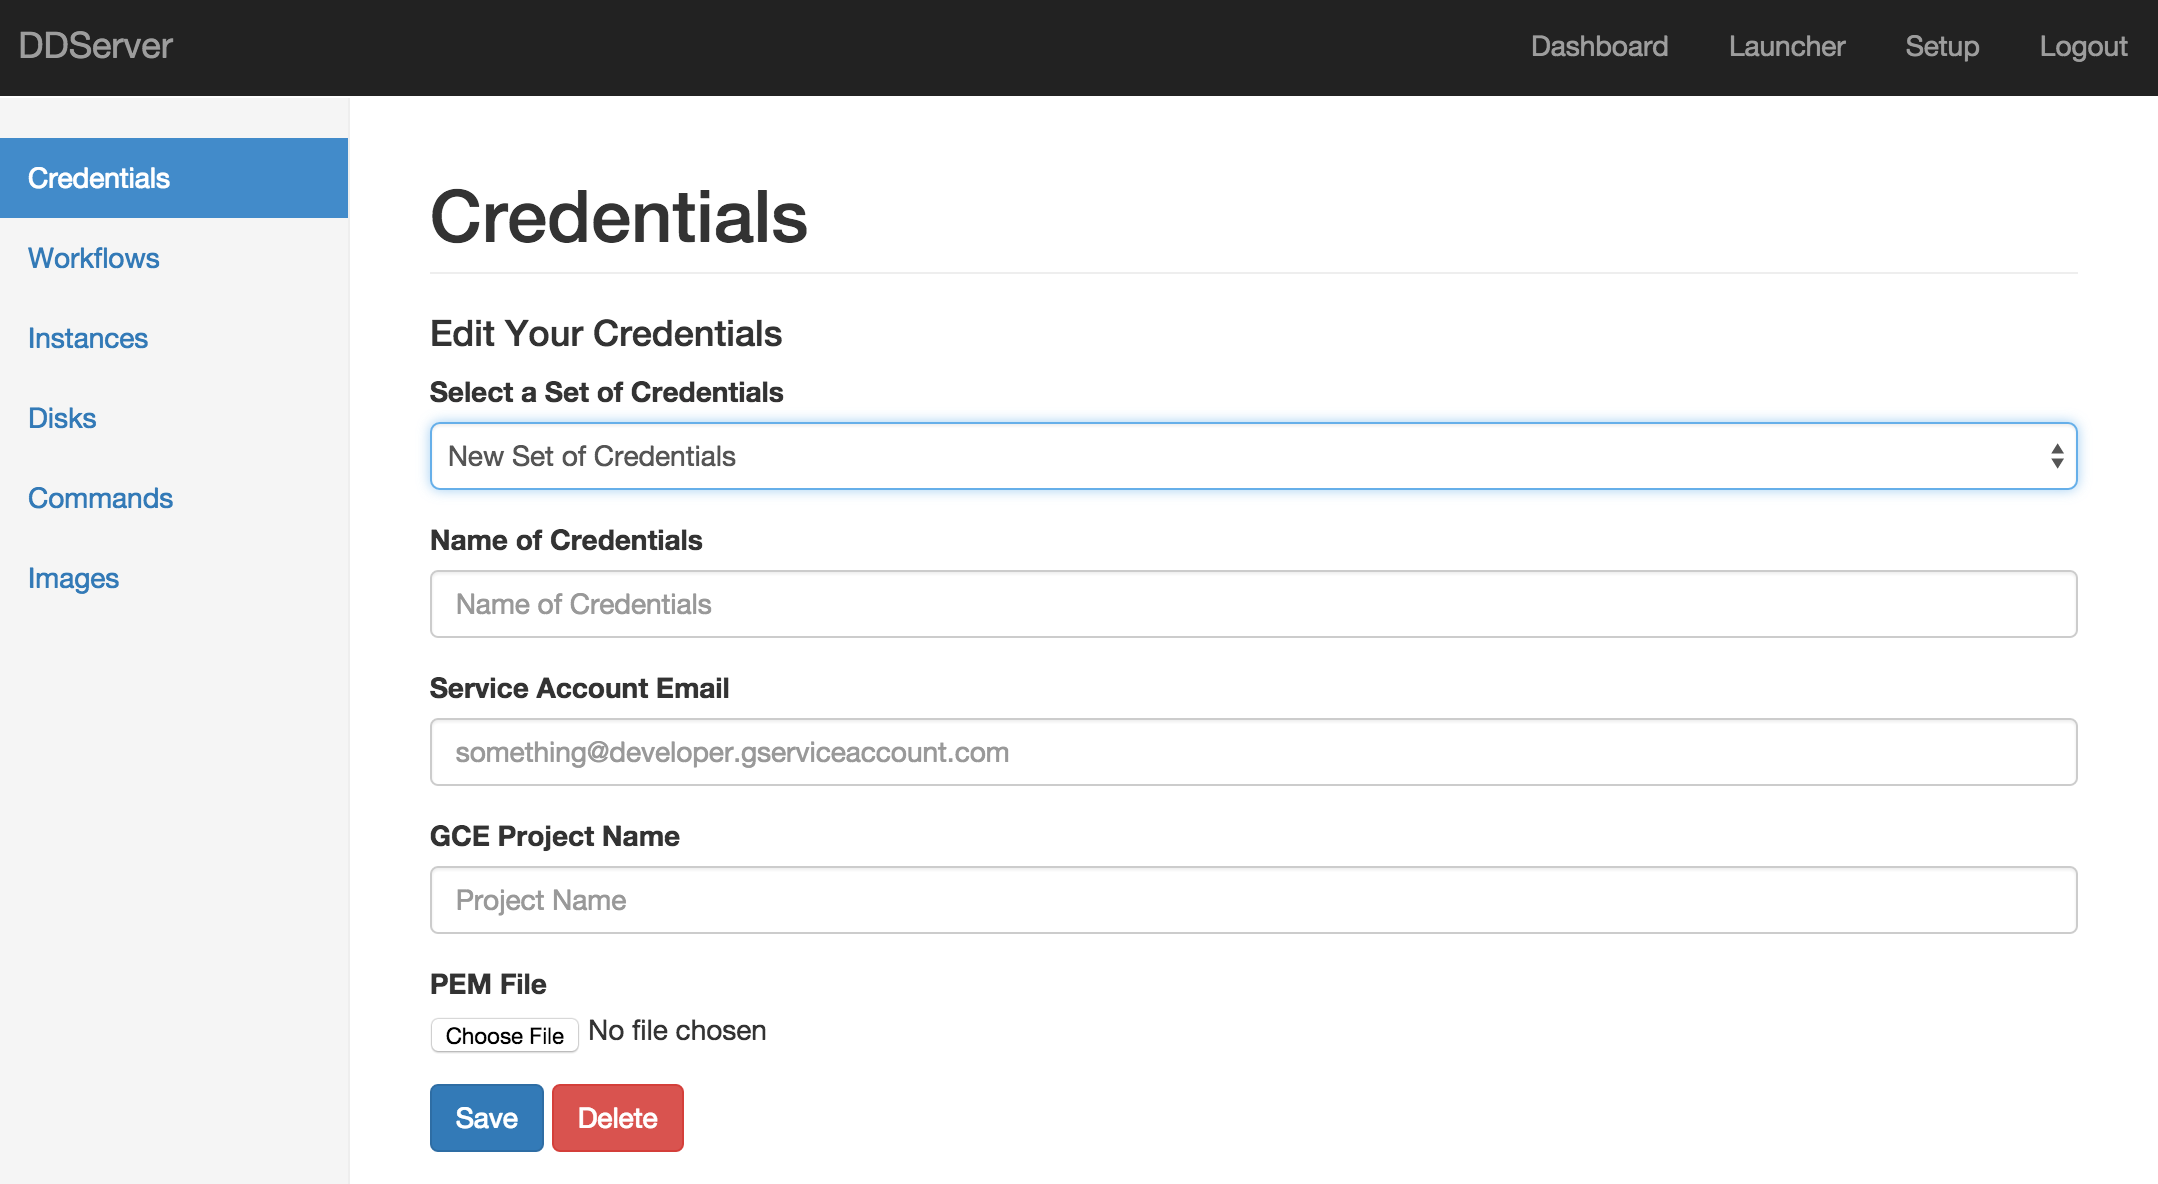 DDServer Dashboard Launcher Setup Logout
Credentials
Workflows
Instances
Disks
Commands
Images
Credentials
Edit Your Credentials
Select a Set of Credentials
New Set of Credentials
Name of Credentials
Name of Credentials
Service Account Email
something@developer.gserviceaccount.com
GCE Project Name
Project Name
PEM File
Choose File No file chosen
Save Delete